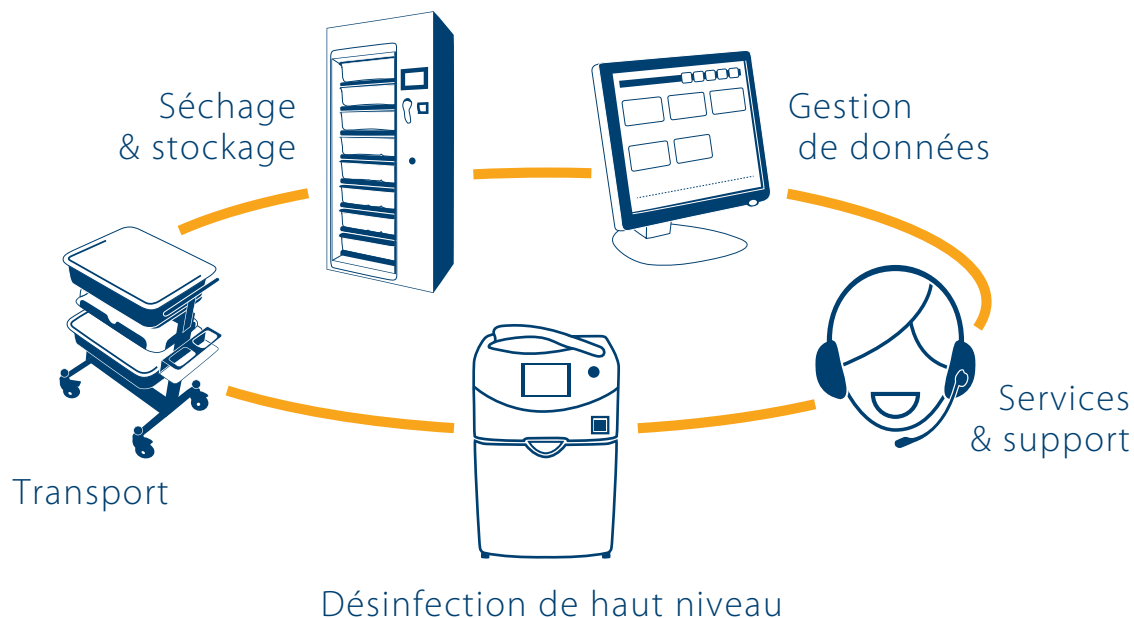 Séchage
& stockage
Gestion
de données
Services
& support
Transport
Désinfection de haut niveau